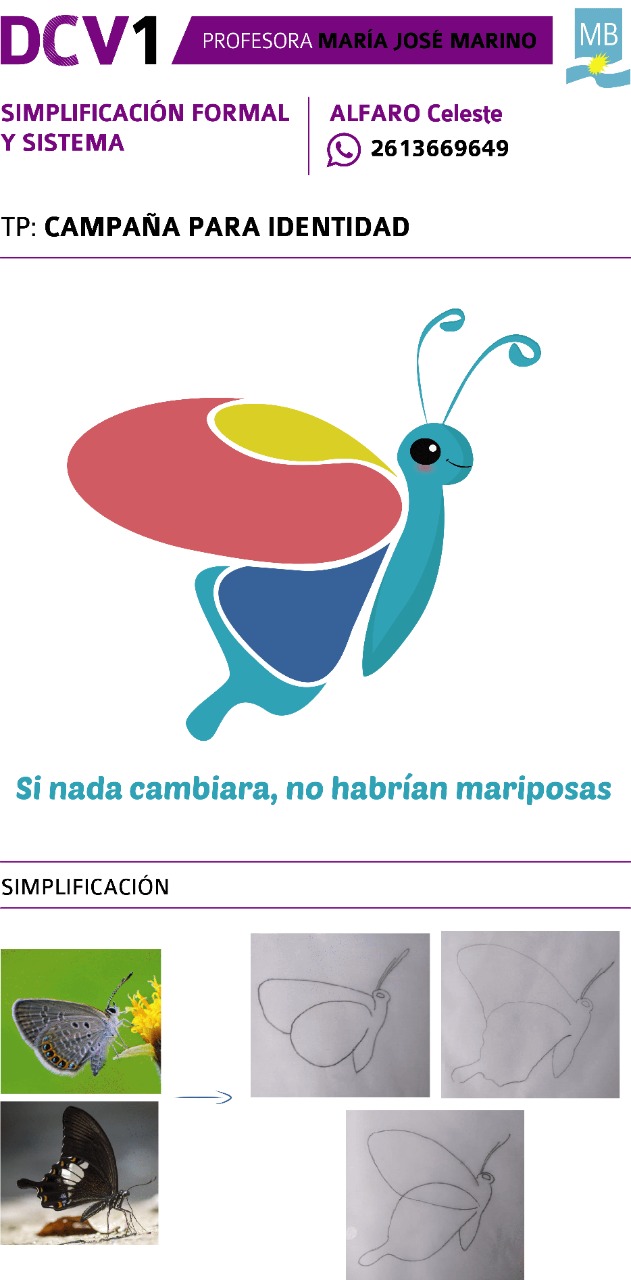 DCV1
PROFESORA MARÍA JOSÉ MARINO
MB
SIMPLIFICACIÓN FORMAL
Y SISTEMA
ALFARO Celeste
2613669649
TP: CAMPAÑA PARA IDENTIDAD
Si nada cambiara, no habrían mariposas
SIMPLIFICACIÓN